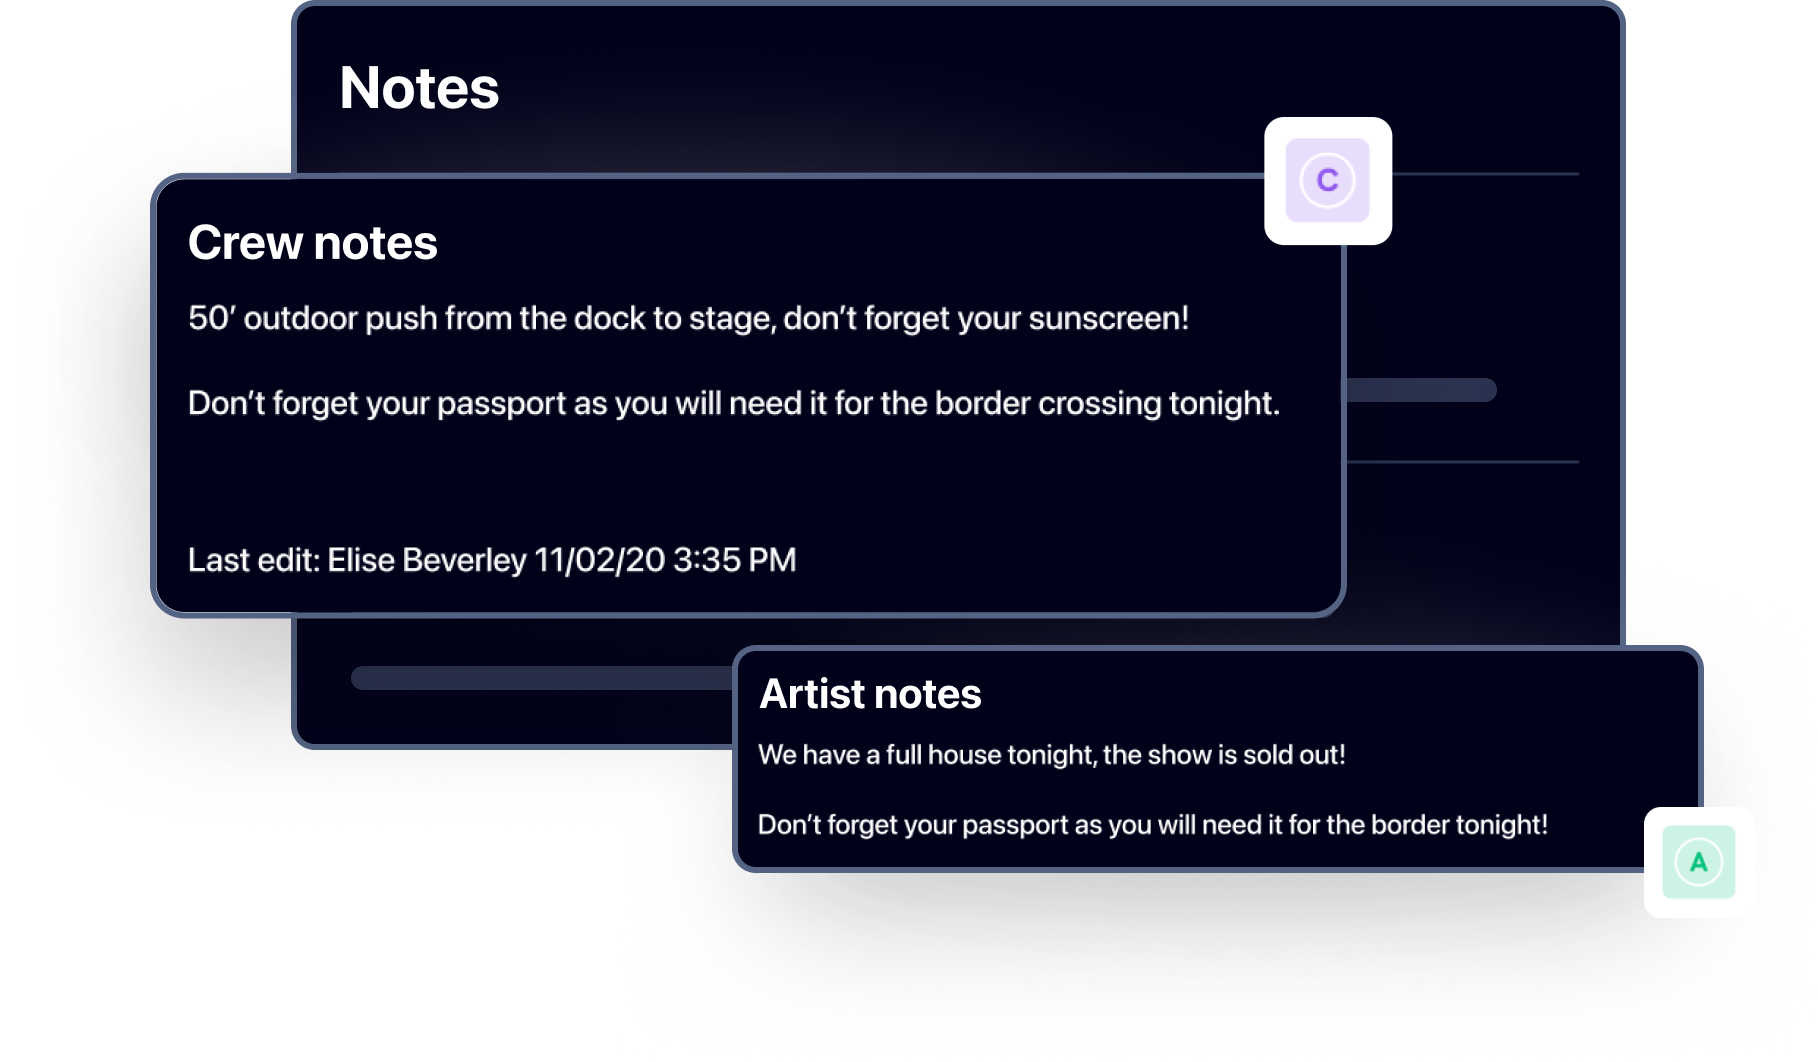 Notes
C
Crew notes
50’ outdoor push from the dock to stage, don’t forget your sunscreen!
Don’t forget your passport as you will need it for the border crossing tonight.
Last edit: Elise Beverley 11/02/20 3:35 PM
Artist notes
We have a full house tonight, the show is sold out!
Don’t forget your passport as you will need it for the border tonight!
A